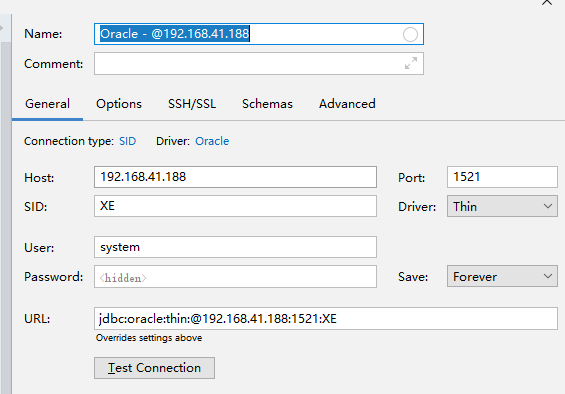 Name: Oracle - @192.168.41.188
Comment:
General Options SSH/SSL Schemas Advanced
Connection type: SID Driver: Oracle
Host: 192.168.41.188 Port: 1521
SID: XE Driver: Thin
User: system
Password: <hidden> Save: Forever
URL: jdbc:oracle:thin:@192.168.41.188:1521:XE
Overrides settings above
Test Connection